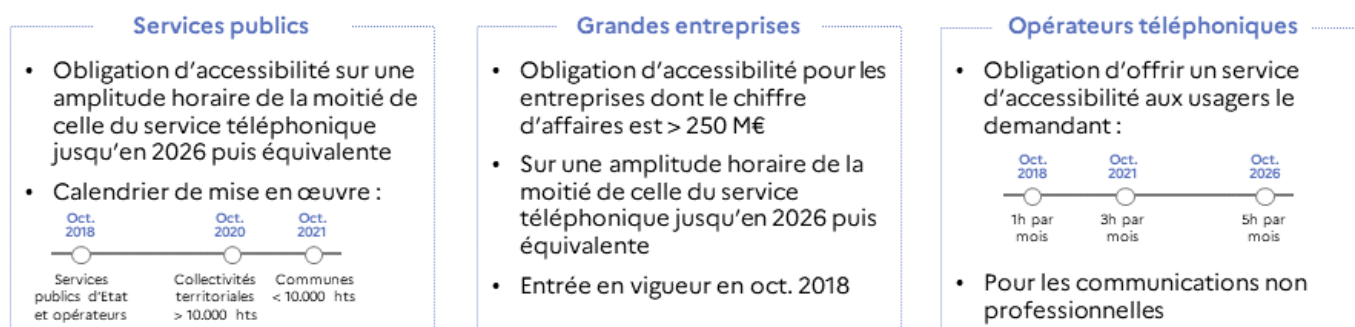 Services publics
• Obligation d'accessibilité sur une
amplitude horaire de la moitié de
celle du service téléphonique
jusqu'en 2026 puis équivalente
• Calendrier de mise en œuvre :
Oct. 2018
Oct. 2020
Oct. 2021
Services publics d'Etat et opérateurs
Collectivités territoriales > 10.000 hts
Communes < 10.000 hts
Grandes entreprises
• Obligation d'accessibilité pour les
entreprises dont le chiffre
d'affaires est > 250 M€
• Sur une amplitude horaire de la
moitié de celle du service
téléphonique jusqu'en 2026 puis
équivalente
• Entrée en vigueur en oct. 2018
Opérateurs téléphoniques
• Obligation d'offrir un service
d'accessibilité aux usagers le
demandant :
Oct. 2018
Oct. 2021
Oct. 2026
1h par mois
3h par mois
5h par mois
• Pour les communications non
professionnelles